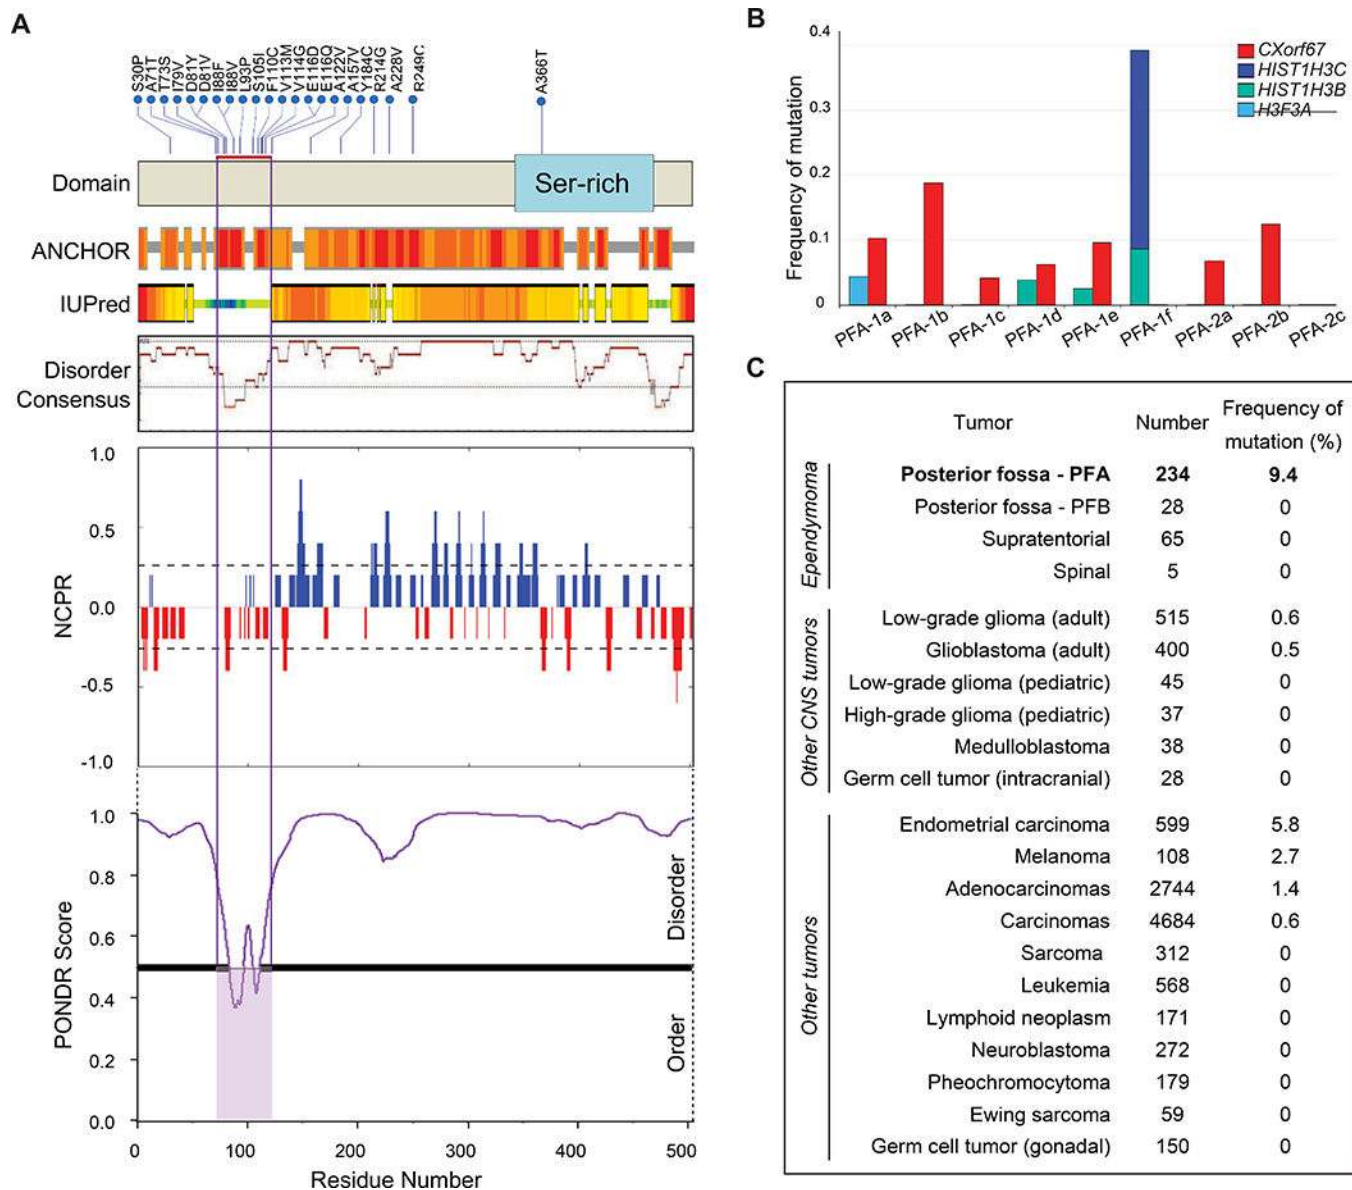 A
S30P
A71T
T73S
I79V
D81Y
D81V
I88F
I88V
L93P
S105I
F110C
V113M
V114G
E116D
E116Q
A122V
A157V
Y184C
R214G
A228V
R249C
A366T
Domain
Ser-rich
ANCHOR
IUPred
Disorder
Consensus
NCPR
1.0
0.5
0.0
-0.5
-1.0
PONDR Score
1.0
0.8
0.6
0.4
0.2
0.0
Disorder
Order
0 100 200 300 400 500
Residue Number
B
Frequency of mutation
0.4
0.3
0.2
0.1
0
CXorf67
HIST1H3C
HIST1H3B
H3F3A
PFA-1a PFA-1b PFA-1c PFA-1d PFA-1e PFA-1f PFA-2a PFA-2b PFA-2c
C
Tumor Number Frequency of
mutation (%)
Ependymoma
Posterior fossa - PFA 234 9.4
Posterior fossa - PFB 28 0
Supratentorial 65 0
Spinal 5 0
Other CNS tumors
Low-grade glioma (adult) 515 0.6
Glioblastoma (adult) 400 0.5
Low-grade glioma (pediatric) 45 0
High-grade glioma (pediatric) 37 0
Medulloblastoma 38 0
Germ cell tumor (intracranial) 28 0
Other tumors
Endometrial carcinoma 599 5.8
Melanoma 108 2.7
Adenocarcinomas 2744 1.4
Carcinomas 4684 0.6
Sarcoma 312 0
Leukemia 568 0
Lymphoid neoplasm 171 0
Neuroblastoma 272 0
Pheochromocytoma 179 0
Ewing sarcoma 59 0
Germ cell tumor (gonadal) 150 0